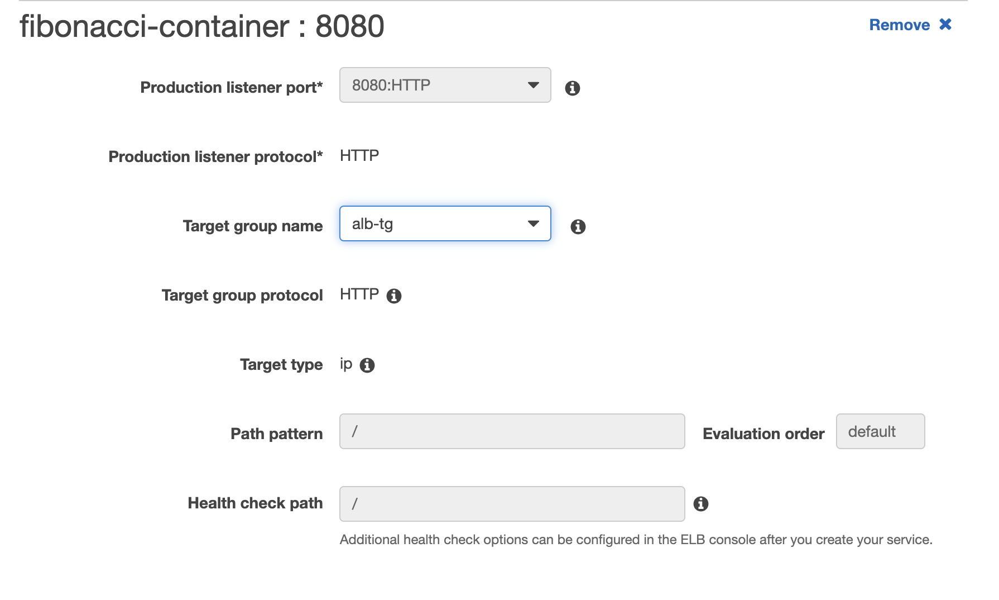 fibonacci-container : 8080
Remove ✖
Production listener port* 8080:HTTP
Production listener protocol* HTTP
Target group name alb-tg
Target group protocol HTTP
Target type ip
Path pattern / Evaluation order default
Health check path /
Additional health check options can be configured in the ELB console after you create your service.